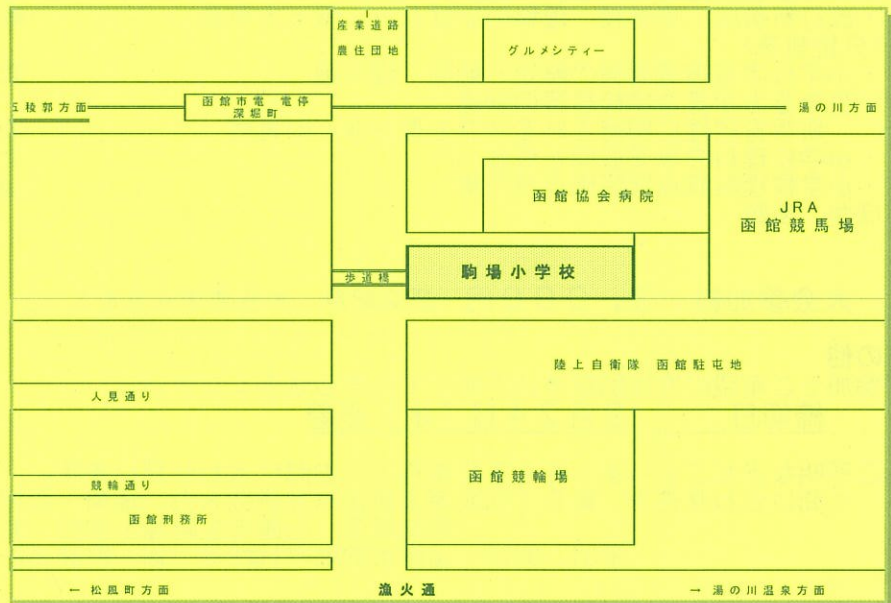 産業道路
農住団地
グルメシティー
五稜郭方面
函館市電 電停
深堀町
湯の川方面
函館協会病院
JRA
函館競馬場
駒場小学校
歩道橋
陸上自衛隊 函館駐屯地
人見通り
競輪通り
函館競輪場
函館刑務所
← 松風町方面
漁火通
→ 湯の川温泉方面